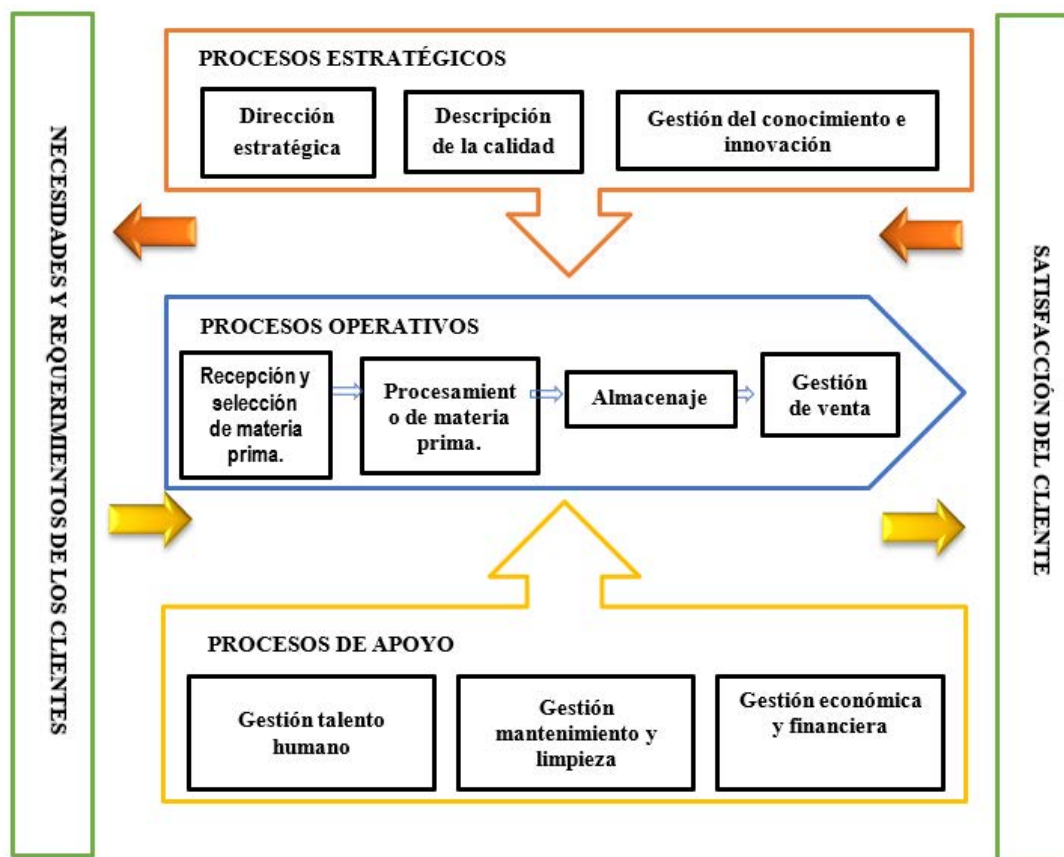 NECESIDADES Y REQUERIMIENTOS DE LOS CLIENTES
PROCESOS ESTRATÉGICOS
Dirección
estratégica
Descripción
de la calidad
Gestión del conocimiento e
innovación
PROCESOS OPERATIVOS
Recepción y
selección
de materia
prima.
Procesamient
o de materia
prima.
Almacenaje
Gestión
de venta
PROCESOS DE APOYO
Gestión talento
humano
Gestión
mantenimiento y
limpieza
Gestión económica
y financiera
SATISFACCIÓN DEL CLIENTE